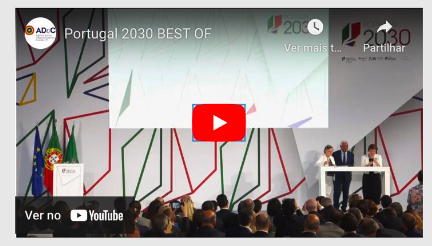 AD&C
Portugal 2030 BEST OF
Ver mais t...
Partilhar
2030
2030
Ver no YouTube